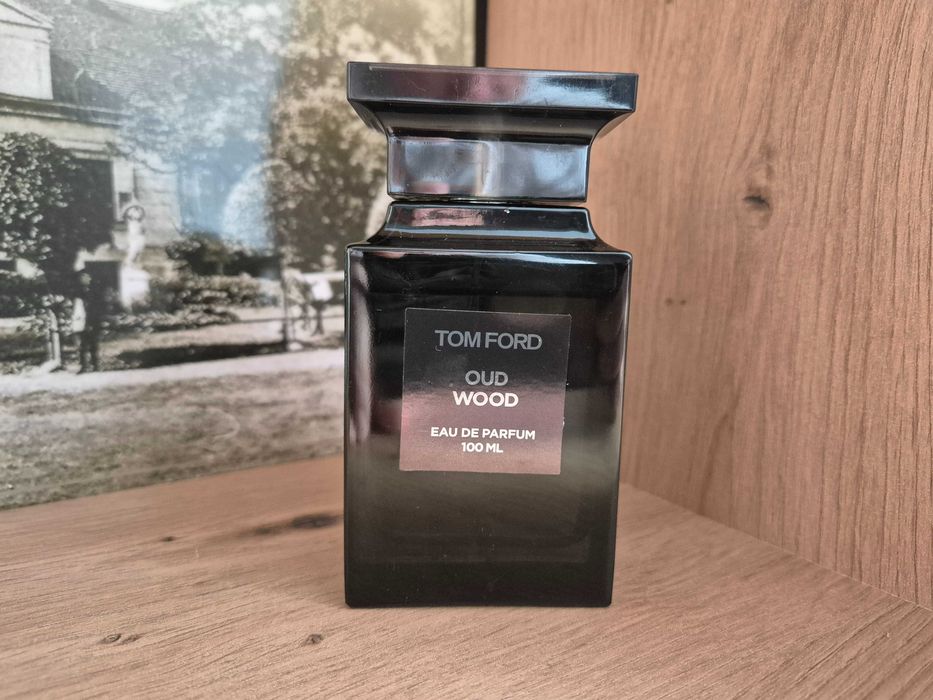 TOM FORD
OUD
WOOD
EAU DE PARFUM
100 ML